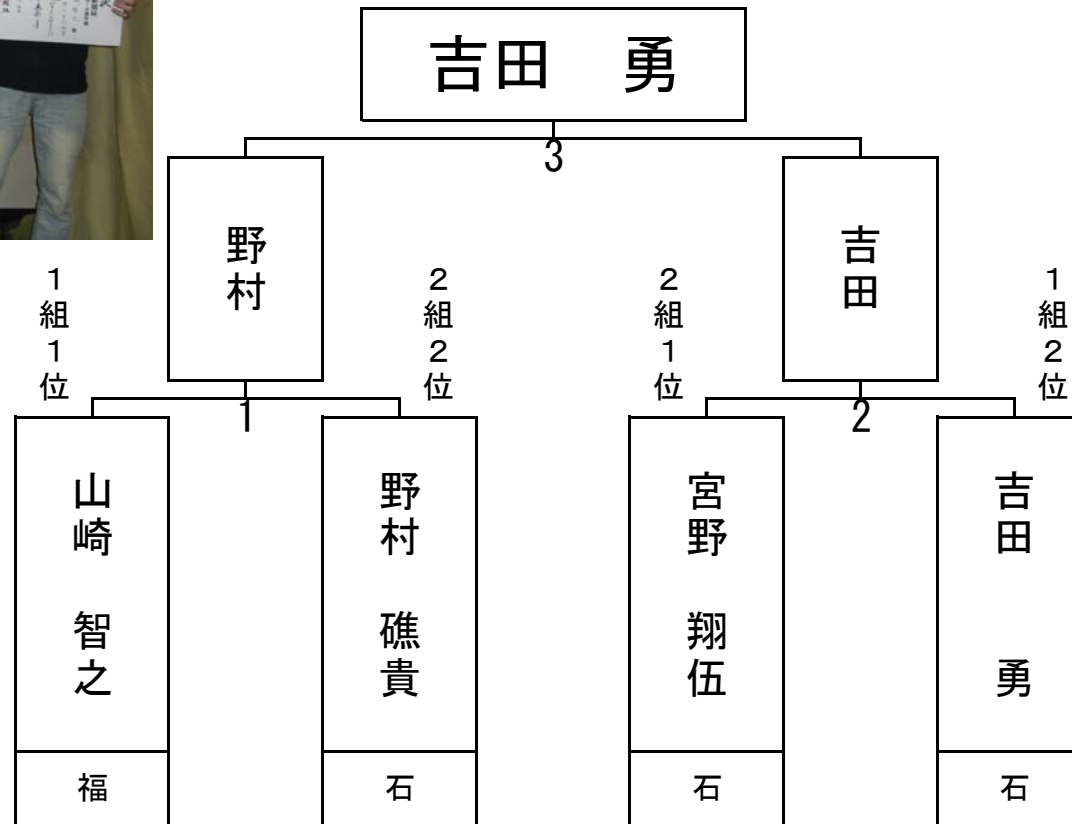 吉田　勇
3
野村
吉田
１組１位
２組２位
２組１位
１組２位
1
2
山崎　智之
野村　礁貴
宮野　翔伍
吉田　　勇
福
石
石
石